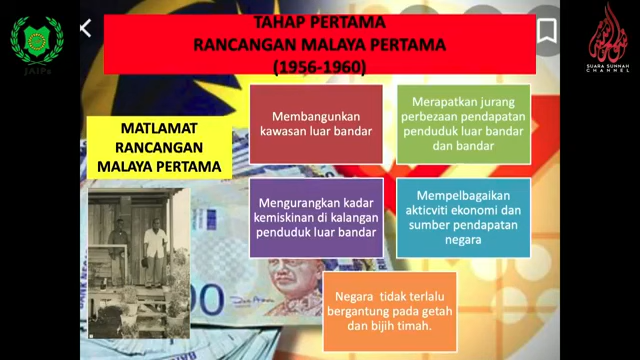 TAHAP PERTAMA
RANCANGAN MALAYA PERTAMA
(1956-1960)
JAIPs
SUARA SUNNAH
CHANNEL
MATLAMAT
RANCANGAN
MALAYA PERTAMA
Membangunkan
kawasan luar bandar
Merapatkan jurang
perbezaan pendapatan
penduduk luar bandar
dan bandar
Mengurangkan kadar
kemiskinan di kalangan
penduduk luar bandar
Mempelbagaikan
akticviti ekonomi dan
sumber pendapatan
negara
Negara tidak terlalu
bergantung pada getah
dan bijih timah.